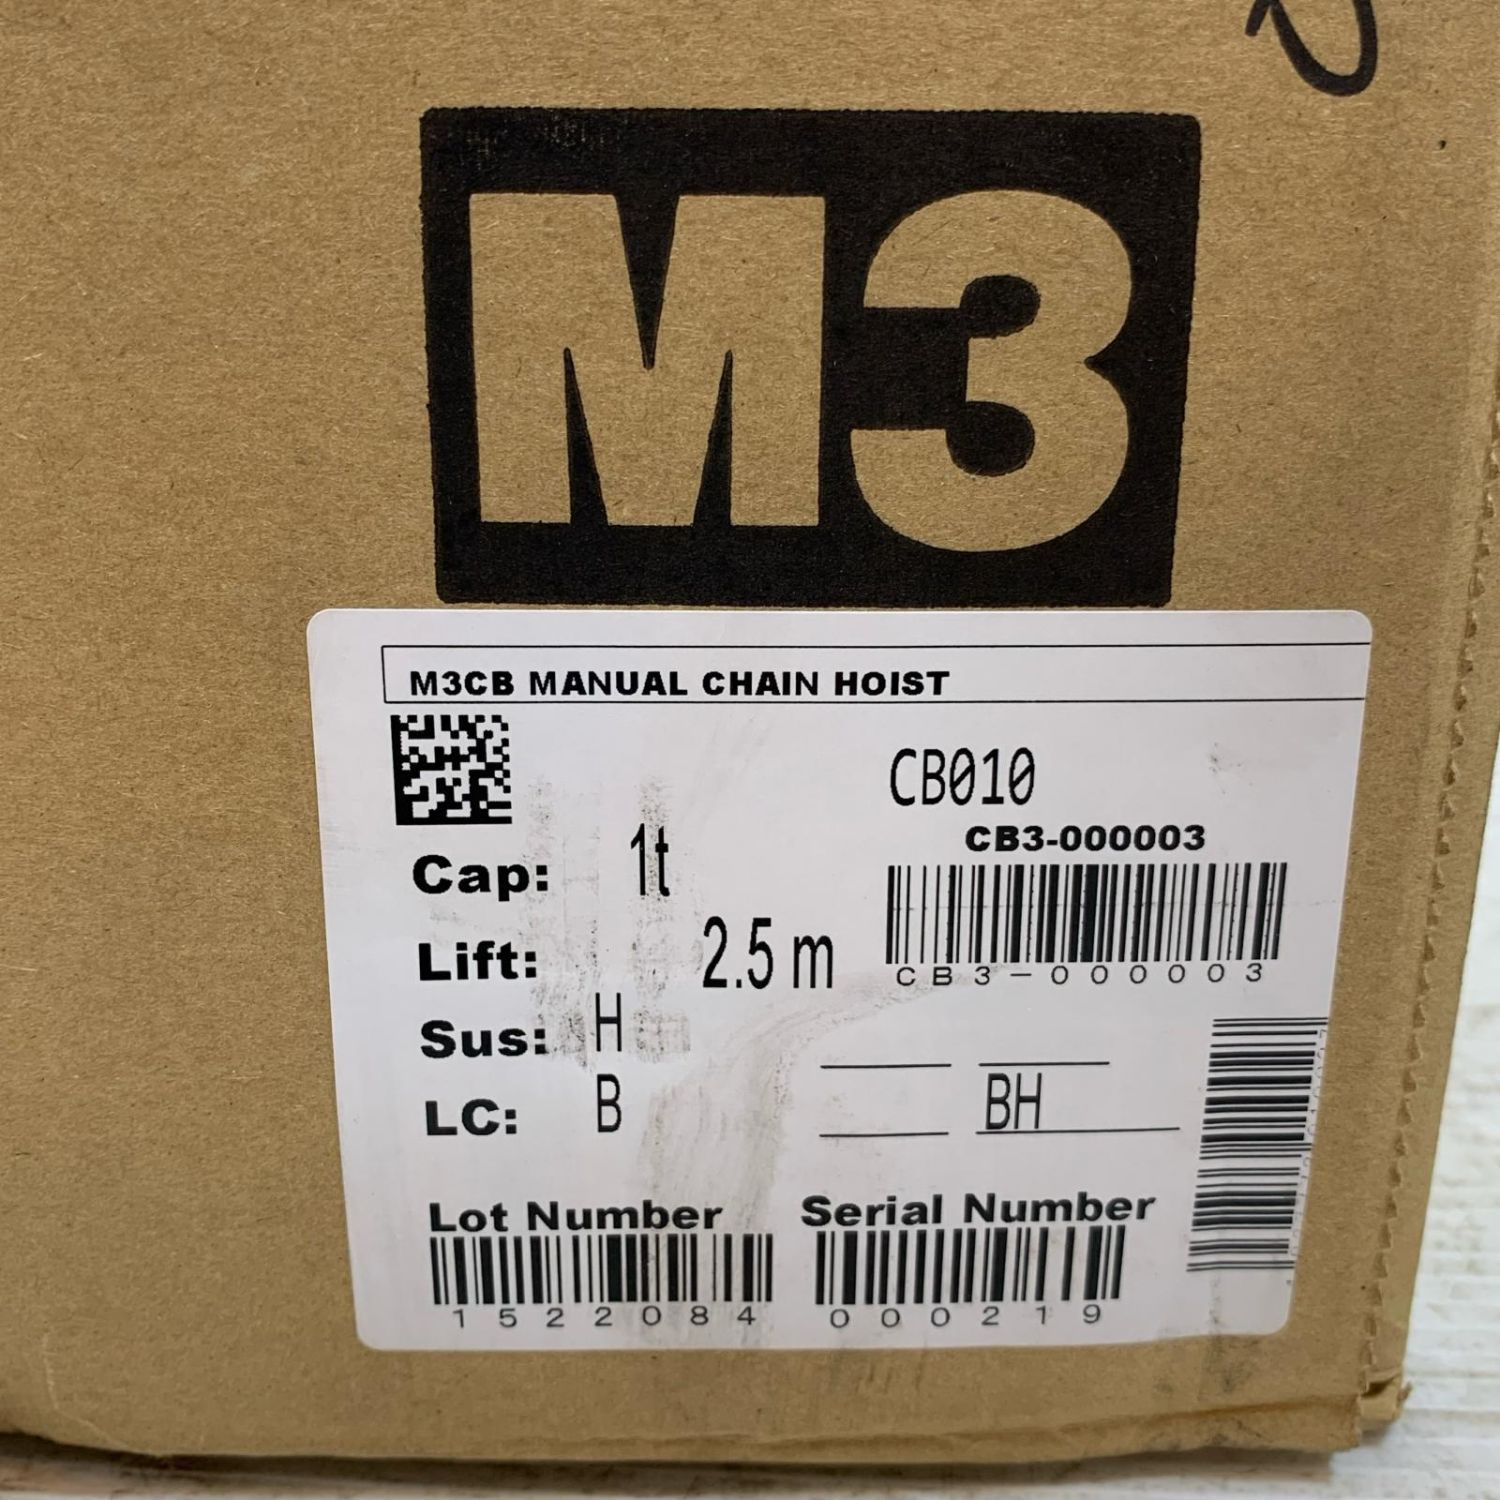 M3
M3CB MANUAL CHAIN HOIST
CB010
CB3-000003
Cap: 1t
CB3-000003
Lift: 2.5 m
Sus: H
LC: B
BH
Lot Number
1522084
Serial Number
000219